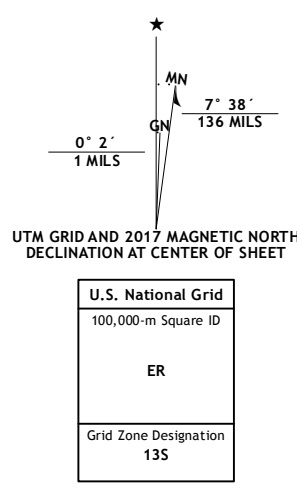 ★
MN
GN
7° 38´
136 MILS
0° 2´
1 MILS
UTM GRID AND 2017 MAGNETIC NORTH
DECLINATION AT CENTER OF SHEET
U.S. National Grid
100,000-m Square ID
ER
Grid Zone Designation
13S